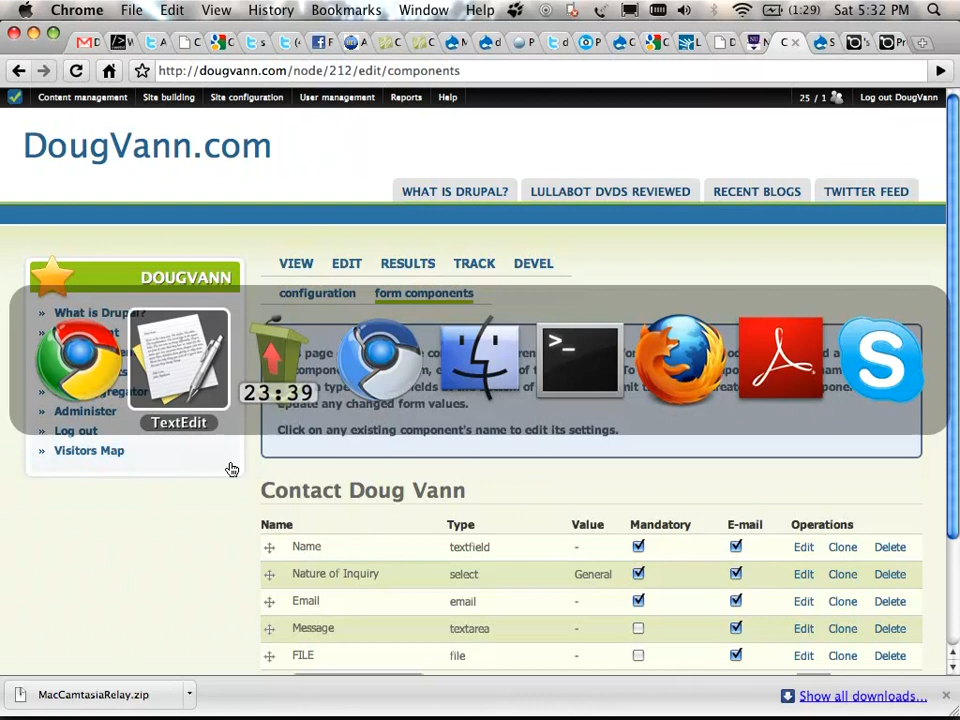 Chrome File Edit View History Bookmarks Window Help (1:29) Sat 5:32 PM
http://dougvann.com/node/212/edit/components
Content management Site building Site configuration User management Reports Help 25 / 1 Log out DougVann
DougVann.com
WHAT IS DRUPAL? LULLABOT DVDS REVIEWED RECENT BLOGS TWITTER FEED
DOUGVANN
VIEW EDIT RESULTS TRACK DEVEL
configuration form components
» What is Drupal?
23:39
TextEdit
update any changed form values.
» Administer
» Log out
» Visitors Map
Click on any existing component's name to edit its settings.
Contact Doug Vann
Name Type Value Mandatory E-mail Operations
Name textfield - Edit Clone Delete
Nature of Inquiry select General Edit Clone Delete
Email email - Edit Clone Delete
Message textarea - Edit Clone Delete
FILE file - Edit Clone Delete
MacCamtasiaRelay.zip Show all downloads...